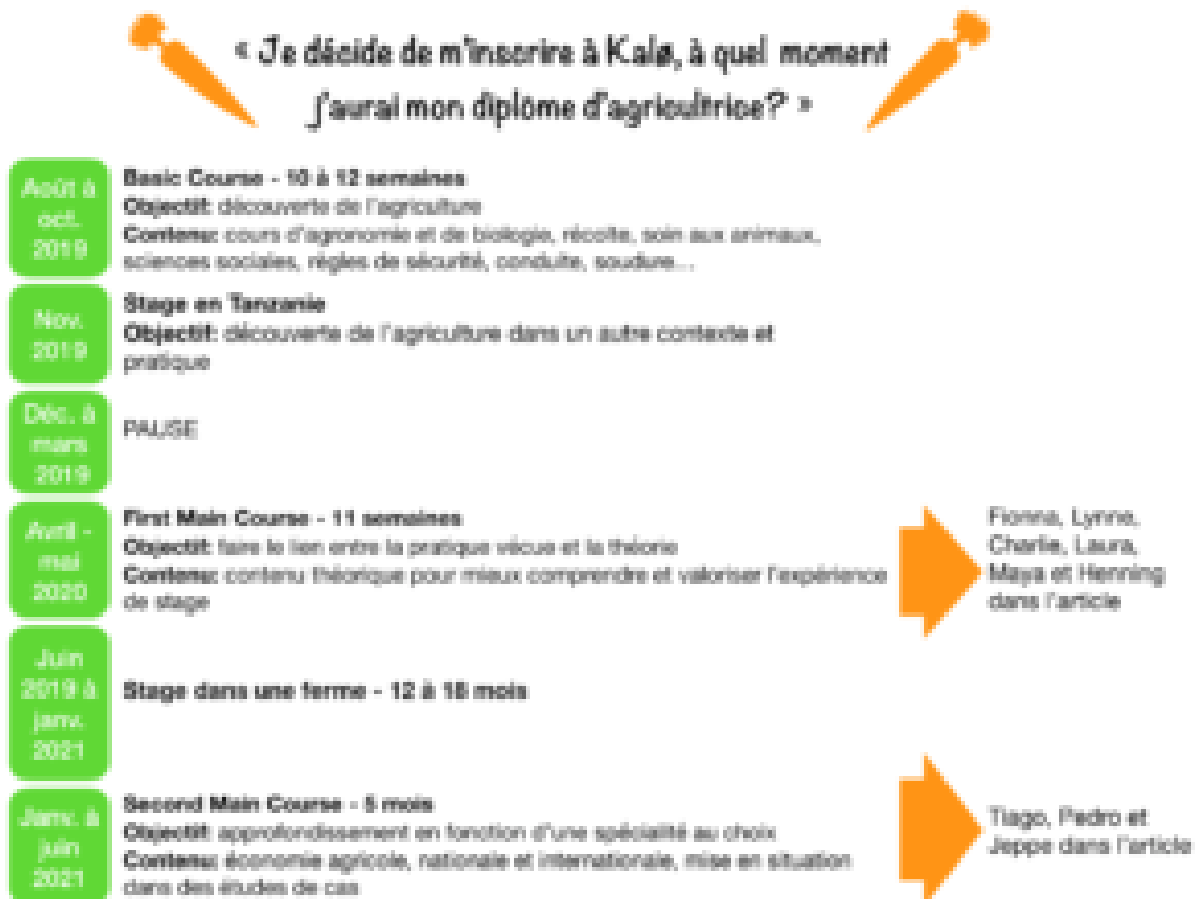 « Je décide de m'inscrire à Kalø, à quel moment
j'aurai mon diplôme d'agricultrice? »
Août à
oct.
2019
Basic Course - 10 à 12 semaines
Objectif: découverte de l'agriculture
Contenu: cours d'agronomie et de biologie, récolte, soin aux animaux,
sciences sociales, règles de sécurité, conduite, soudure...
Nov.
2019
Stage en Tanzanie
Objectif: découverte de l'agriculture dans un autre contexte et
pratique
Déc. à
mars
2019
PAUSE
Avril -
mai
2020
First Main Course - 11 semaines
Objectif: faire le lien entre la pratique vécue et la théorie
Contenu: contenu théorique pour mieux comprendre et valoriser l'expérience
de stage
Fionna, Lynne,
Charlie, Laura,
Maya et Henning
dans l'article
Juin
2019 à
janv.
2021
Stage dans une ferme - 12 à 18 mois
Janv. à
juin
2021
Second Main Course - 5 mois
Objectif: approfondissement en fonction d'une spécialité au choix
Contenu: économie agricole, nationale et internationale, mise en situation
dans des études de cas
Tiago, Pedro et
Jeppe dans l'article